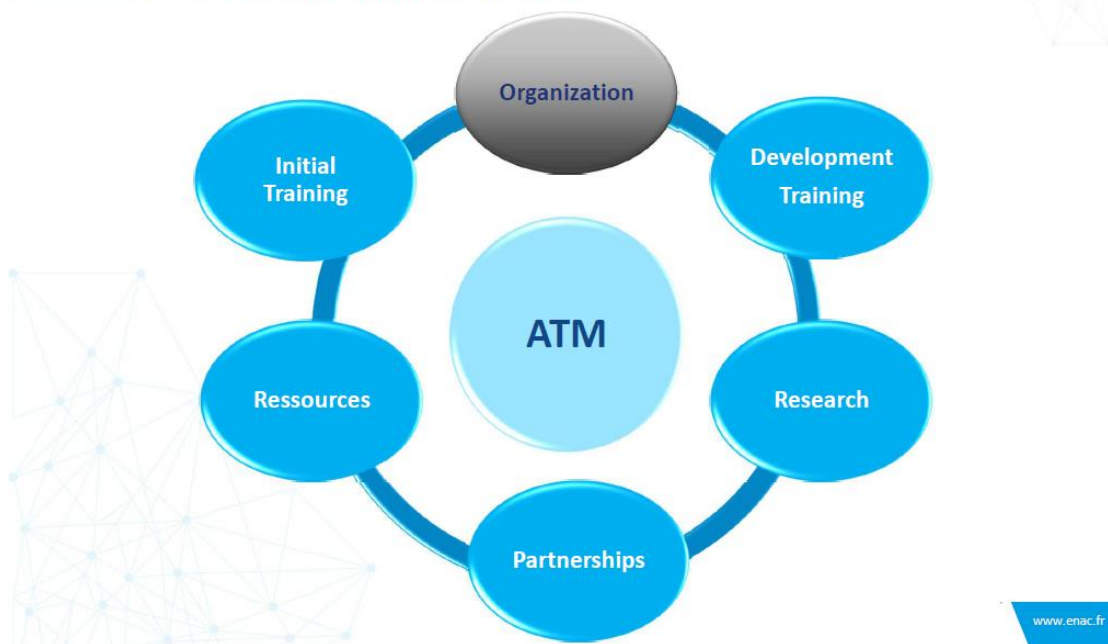 Organization
Initial
Training
Development
Training
ATM
Ressources
Research
Partnerships
www.enac.fr